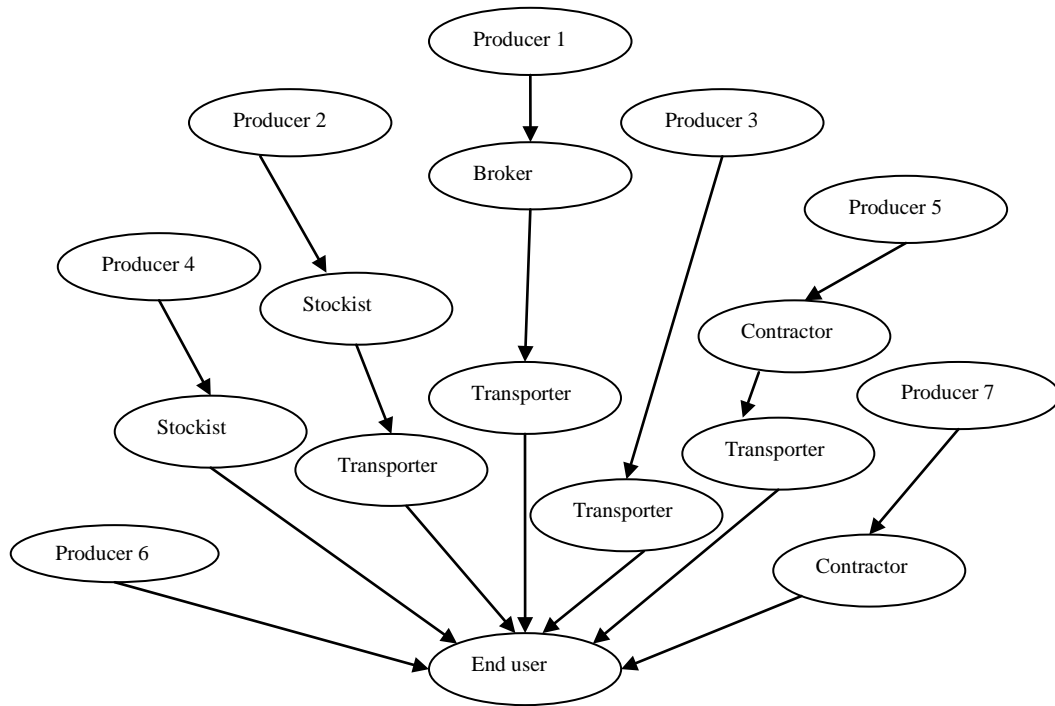 Producer 1
Producer 2
Producer 3
Broker
Producer 5
Producer 4
Stockist
Contractor
Transporter
Producer 7
Stockist
Transporter
Transporter
Transporter
Producer 6
Contractor
End user